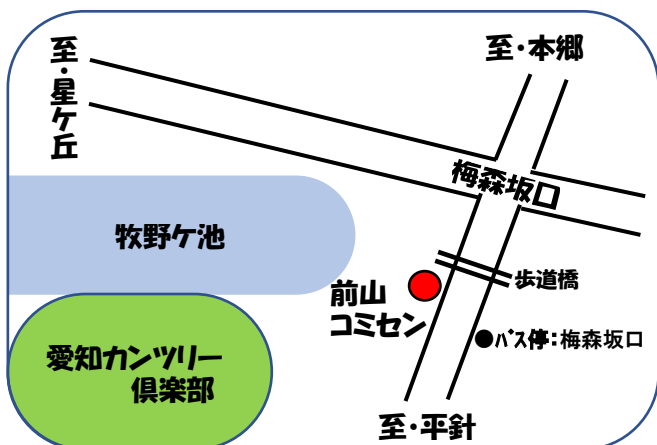 至・星ケ丘
至・本郷
梅森坂口
牧野ケ池
歩道橋
前山
コミセン
●バス停：梅森坂口
愛知カンツリー
倶楽部
至・平針